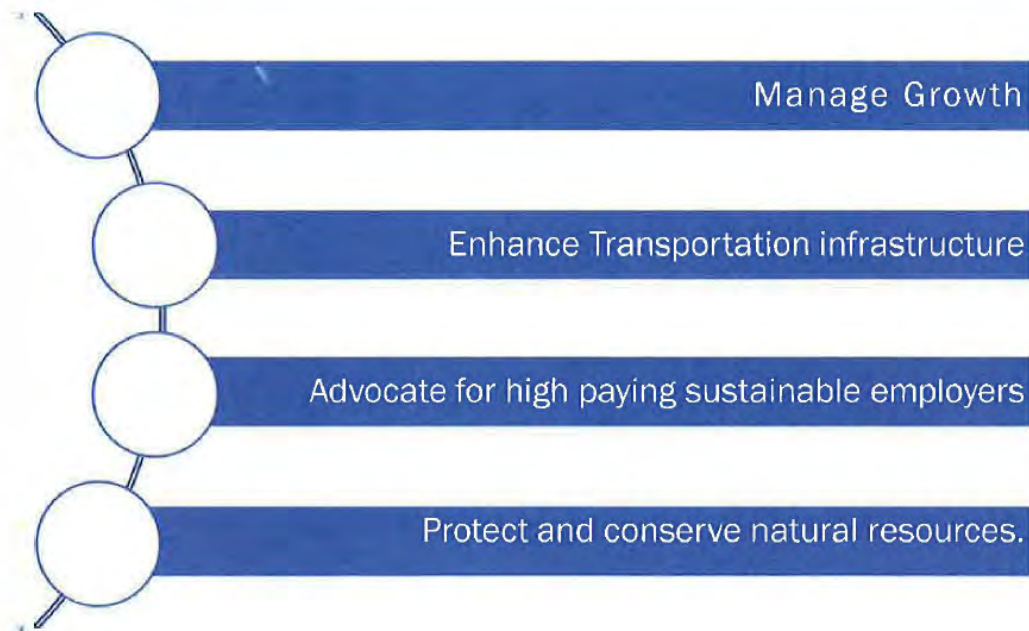 Manage Growth
Enhance Transportation infrastructure
Advocate for high paying sustainable employers
Protect and conserve natural resources.